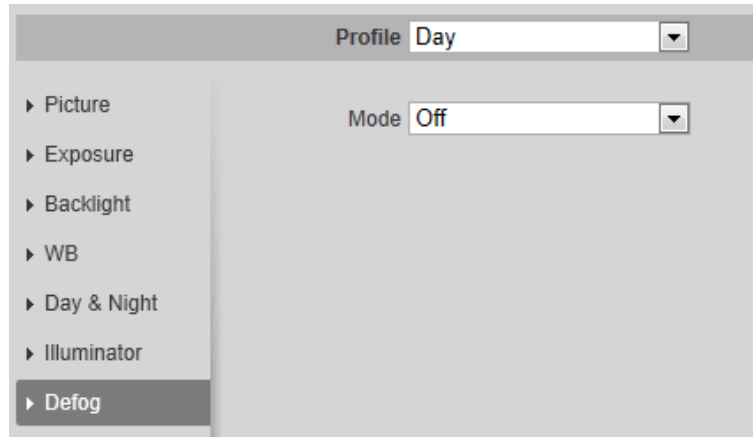 Profile Day
Mode Off
Picture
Exposure
Backlight
WB
Day & Night
Illuminator
Defog